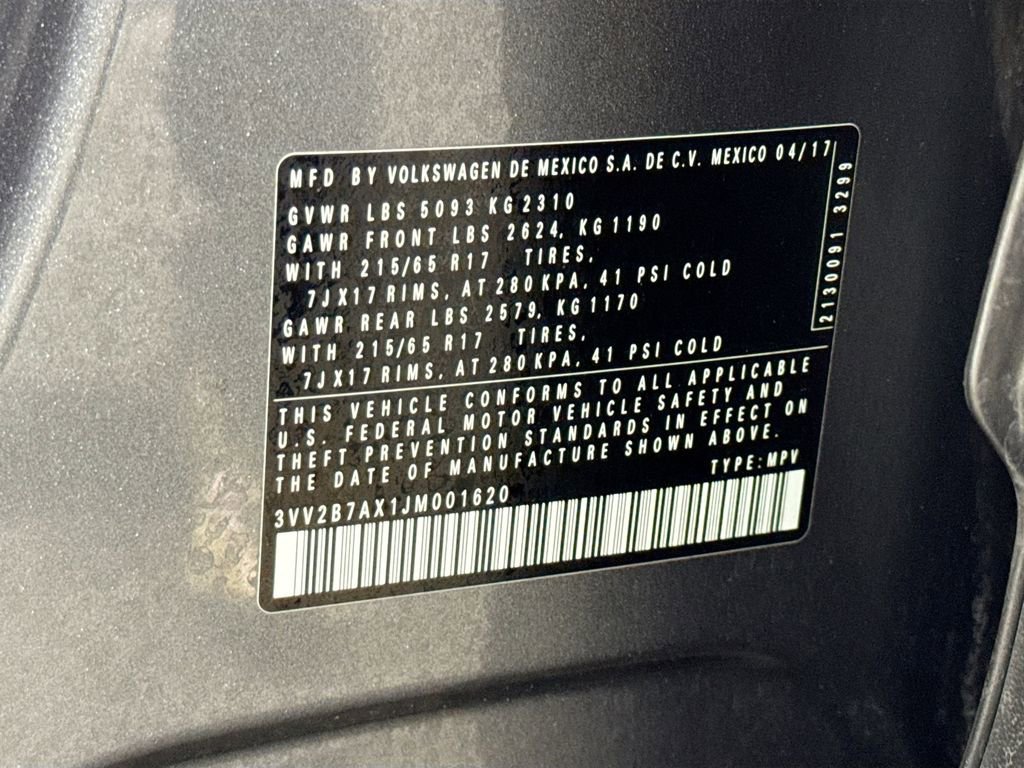 MFD BY VOLKSWAGEN DE MEXICO S.A. DE C.V. MEXICO 04/17
GVWR LBS 5093 KG 2310
GAWR FRONT LBS 2624, KG 1190
WITH 215/65 R17 TIRES,
7JX17 RIMS, AT 280 KPA, 41 PSI COLD
GAWR REAR LBS 2579, KG 1170
WITH 215/65 R17 TIRES,
7JX17 RIMS, AT 280 KPA, 41 PSI COLD
2130091 3299
THIS VEHICLE CONFORMS TO ALL APPLICABLE
U.S. FEDERAL MOTOR VEHICLE SAFETY AND
THEFT PREVENTION STANDARDS IN EFFECT ON
THE DATE OF MANUFACTURE SHOWN ABOVE.
TYPE: MPV
3VV2B7AX1JM001620